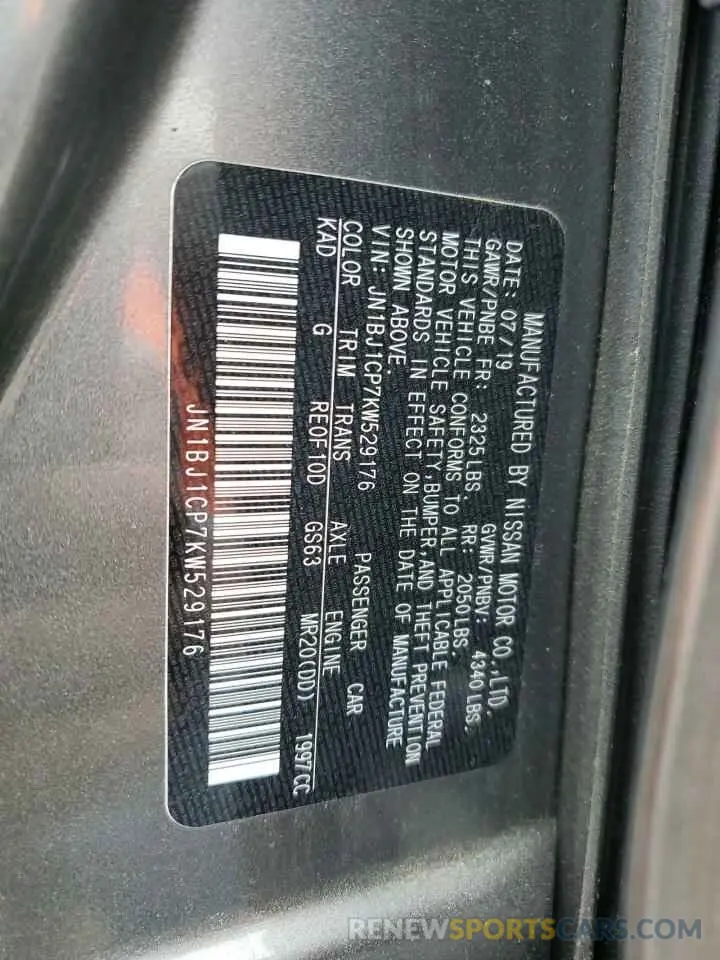 MANUFACTURED BY NISSAN MOTOR CO.,LTD.
DATE: 07/19 GVWR/PNBV: 4340LBS,
GAWR/PNBE FR: 2325LBS, RR: 2050LBS.
THIS VEHICLE CONFORMS TO ALL APPLICABLE FEDERAL
MOTOR VEHICLE SAFETY,BUMPER,AND THEFT PREVENTION
STANDARDS IN EFFECT ON THE DATE OF MANUFACTURE
SHOWN ABOVE.
VIN: JN1BJ1CP7KW529176 PASSENGER CAR
COLOR TRIM TRANS AXLE ENGINE
KAD G RE0F10D GS63 MR20(DD) 1997CC
JN1BJ1CP7KW529176
RENEWSPORTSCARS.COM